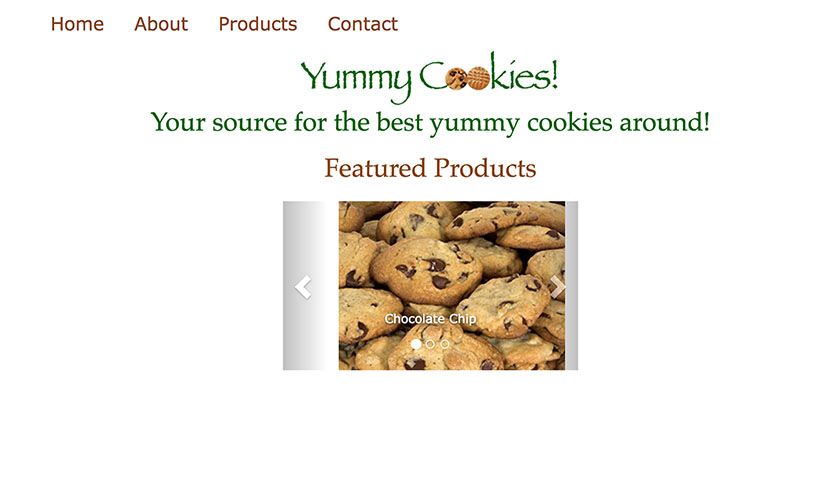 Home About Products Contact
Yummy Cookies!
Your source for the best yummy cookies around!
Featured Products
Chocolate Chip